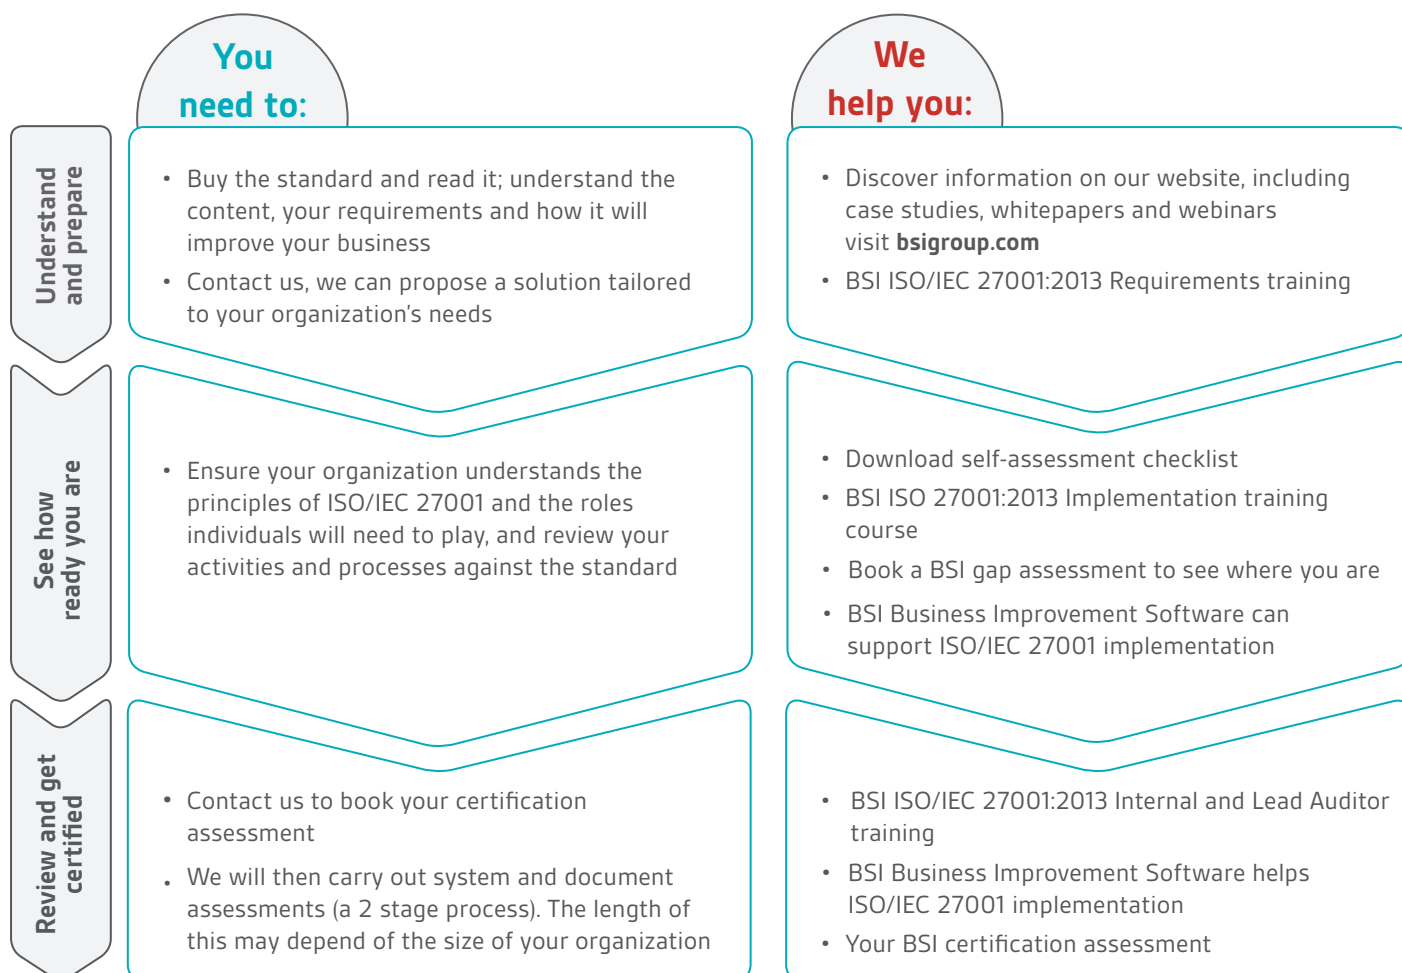 You
need to:
We
help you:
Understand
and prepare
• Buy the standard and read it; understand the
content, your requirements and how it will
improve your business
• Contact us, we can propose a solution tailored
to your organization's needs
• Discover information on our website, including
case studies, whitepapers and webinars
visit bsigroup.com
• BSI ISO/IEC 27001:2013 Requirements training
See how
ready you are
• Ensure your organization understands the
principles of ISO/IEC 27001 and the roles
individuals will need to play, and review your
activities and processes against the standard
• Download self-assessment checklist
• BSI ISO 27001:2013 Implementation training
course
• Book a BSI gap assessment to see where you are
• BSI Business Improvement Software can
support ISO/IEC 27001 implementation
Review and get
certified
• Contact us to book your certification
assessment
• We will then carry out system and document
assessments (a 2 stage process). The length of
this may depend of the size of your organization
• BSI ISO/IEC 27001:2013 Internal and Lead Auditor
training
• BSI Business Improvement Software helps
ISO/IEC 27001 implementation
• Your BSI certification assessment